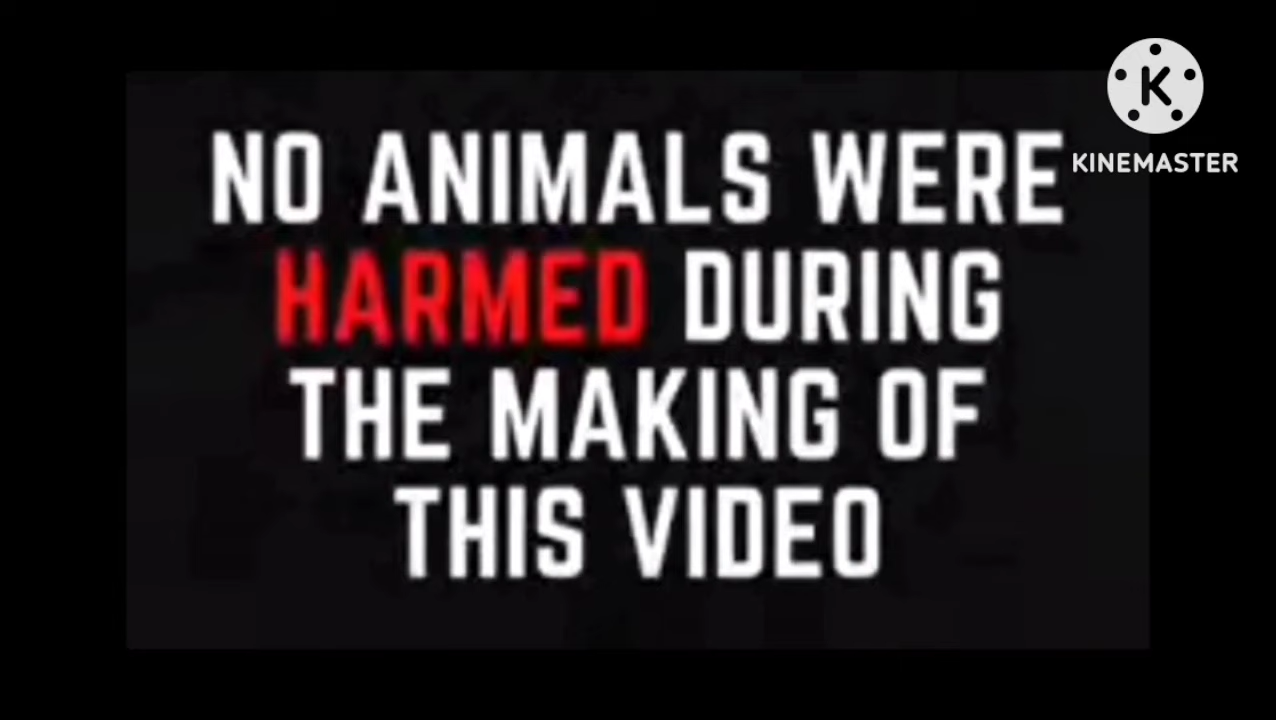 NO ANIMALS WERE
HARMED DURING
THE MAKING OF
THIS VIDEO
K
KINEMASTER